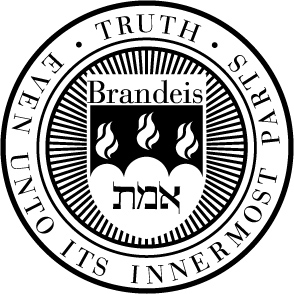 · TRUTH · EVEN UNTO ITS INNERMOST PARTS
Brandeis
אמת